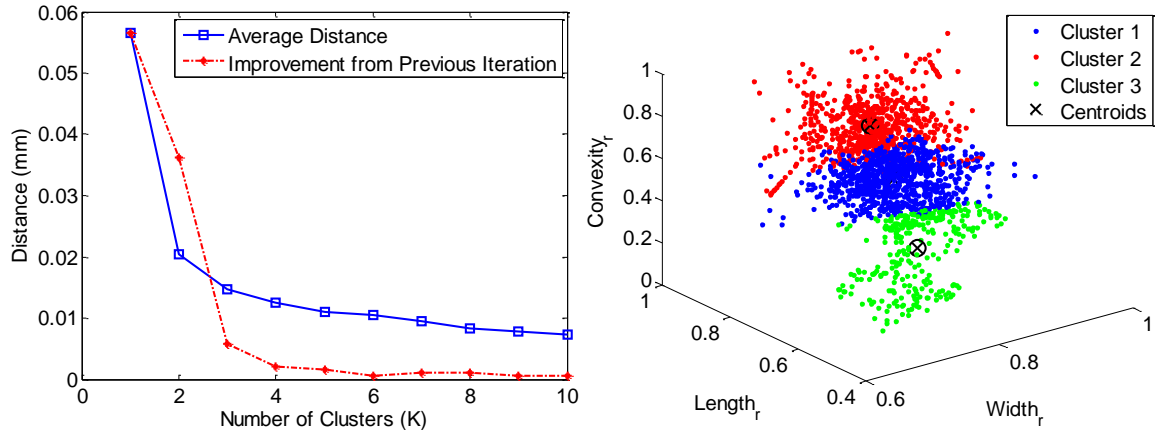 0.06
0.05
0.04
0.03
0.02
0.01
0
Distance (mm)
0
2
4
6
8
10
Number of Clusters (K)
Average Distance
Improvement from Previous Iteration
1
0.8
0.6
0.4
0.2
0
Convexity_r
1
0.8
0.6
0.4
Length_r
0.6
0.8
1
Width_r
Cluster 1
Cluster 2
Cluster 3
Centroids